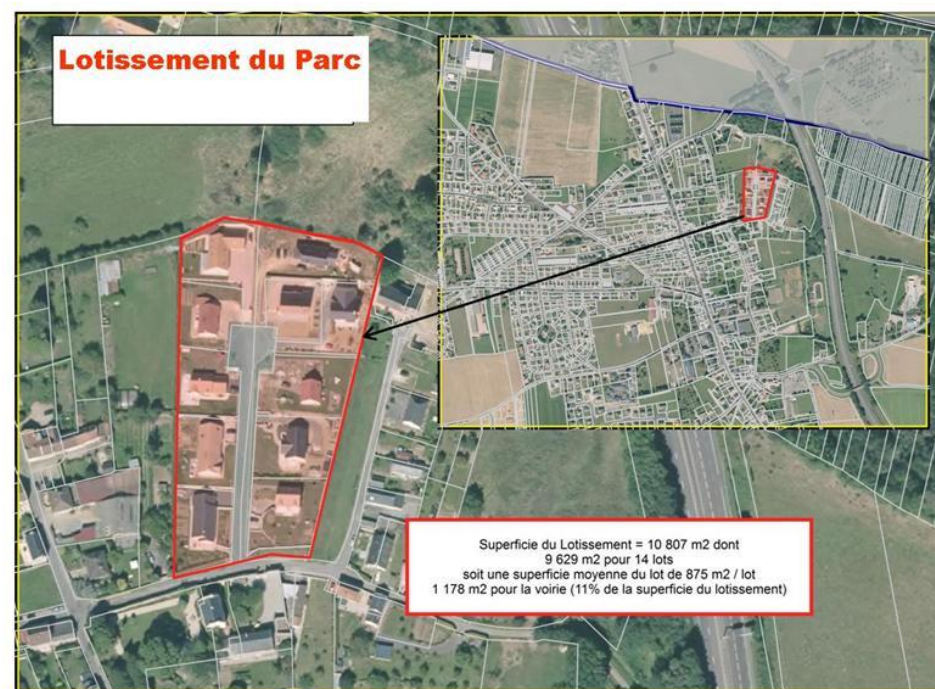 Lotissement du Parc
Superficie du Lotissement = 10 807 m2 dont
9 629 m2 pour 14 lots
soit une superficie moyenne du lot de 875 m2 / lot
1 178 m2 pour la voirie (11% de la superficie du lotissement)